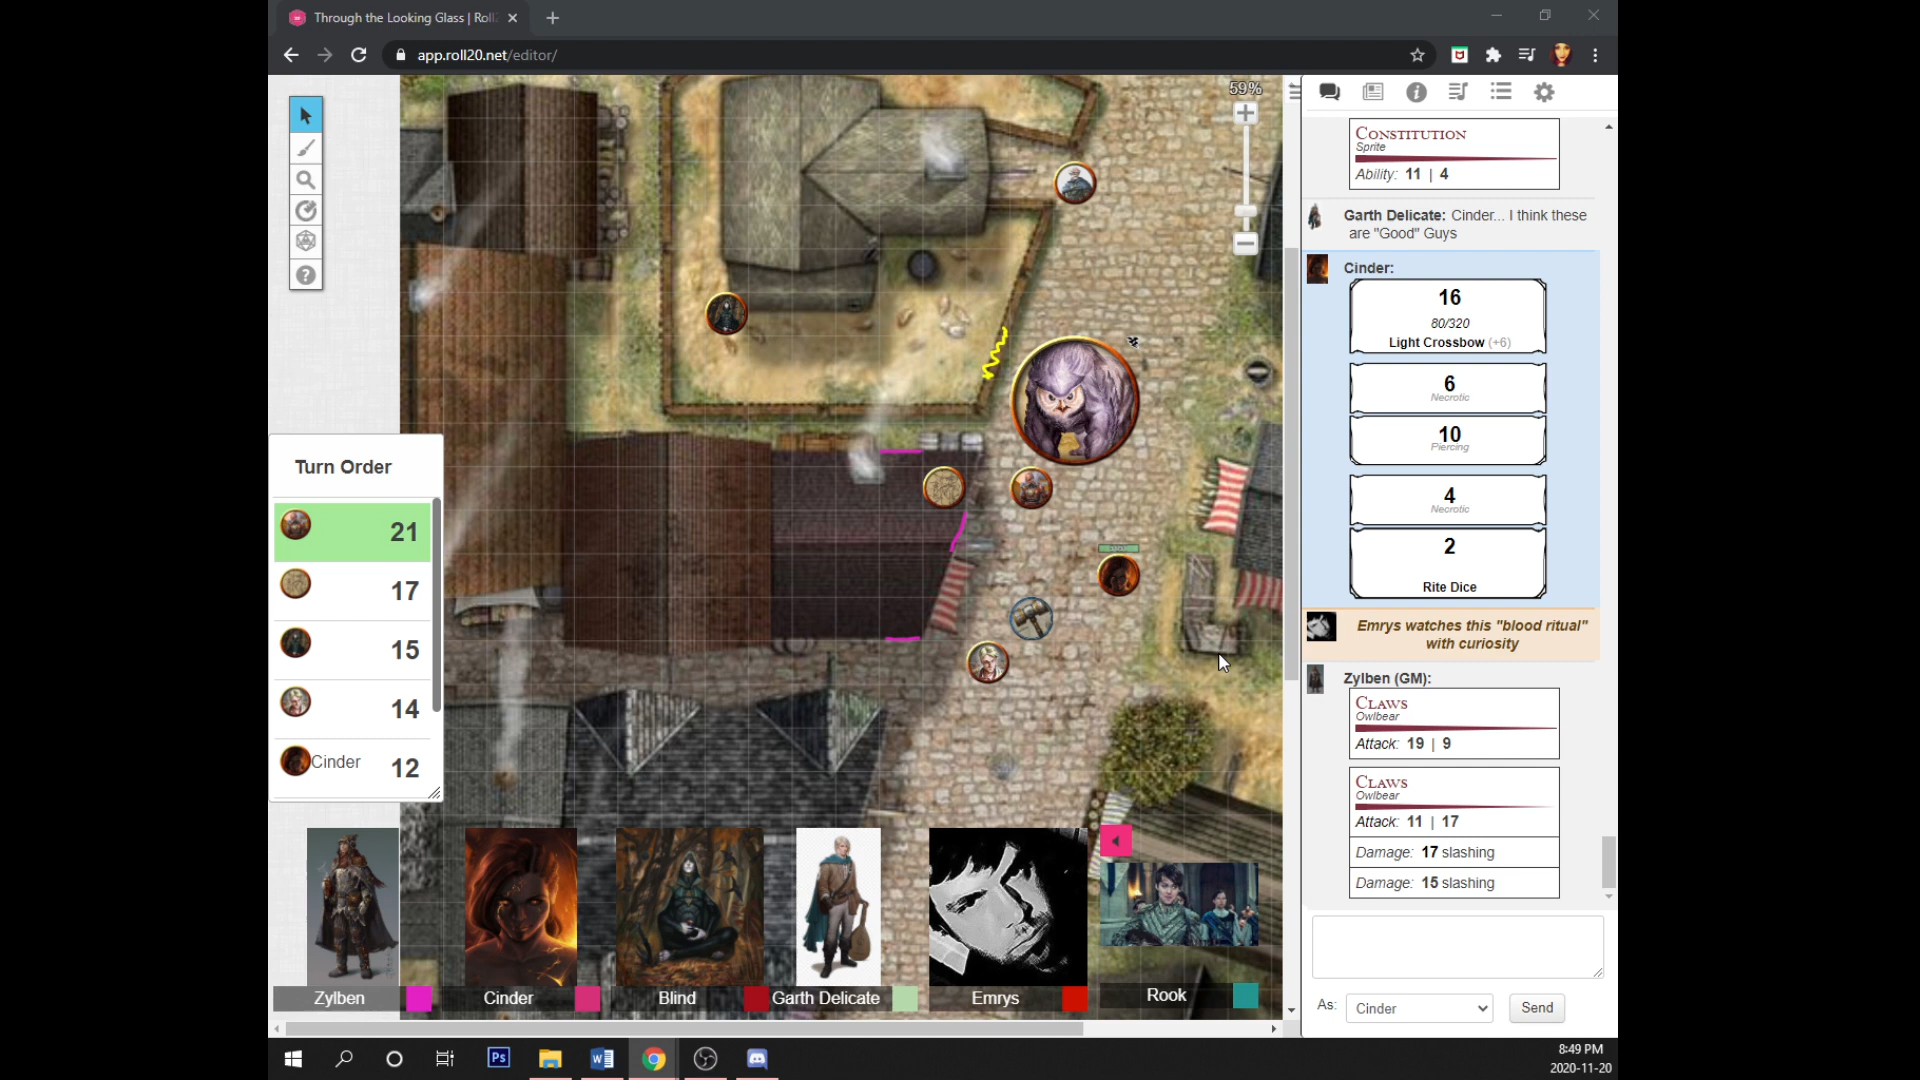 Through the Looking Glass | Roll2
app.roll20.net/editor/
59%
CONSTITUTION
Sprite
Ability: 11 | 4
Garth Delicate: Cinder... I think these
are "Good" Guys
Cinder:
16
80/320
Light Crossbow (+6)
6
Necrotic
10
Piercing
4
Necrotic
2
Rite Dice
Emrys watches this "blood ritual"
with curiosity
Zylben (GM):
CLAWS
Owlbear
Attack: 19 | 9
CLAWS
Owlbear
Attack: 11 | 17
Damage: 17 slashing
Damage: 15 slashing
As:
Cinder
Send
Turn Order
21
17
15
14
Cinder
12
Zylben
Cinder
Blind
Garth Delicate
Emrys
Rook
Ps
W
8:49 PM
2020-11-20